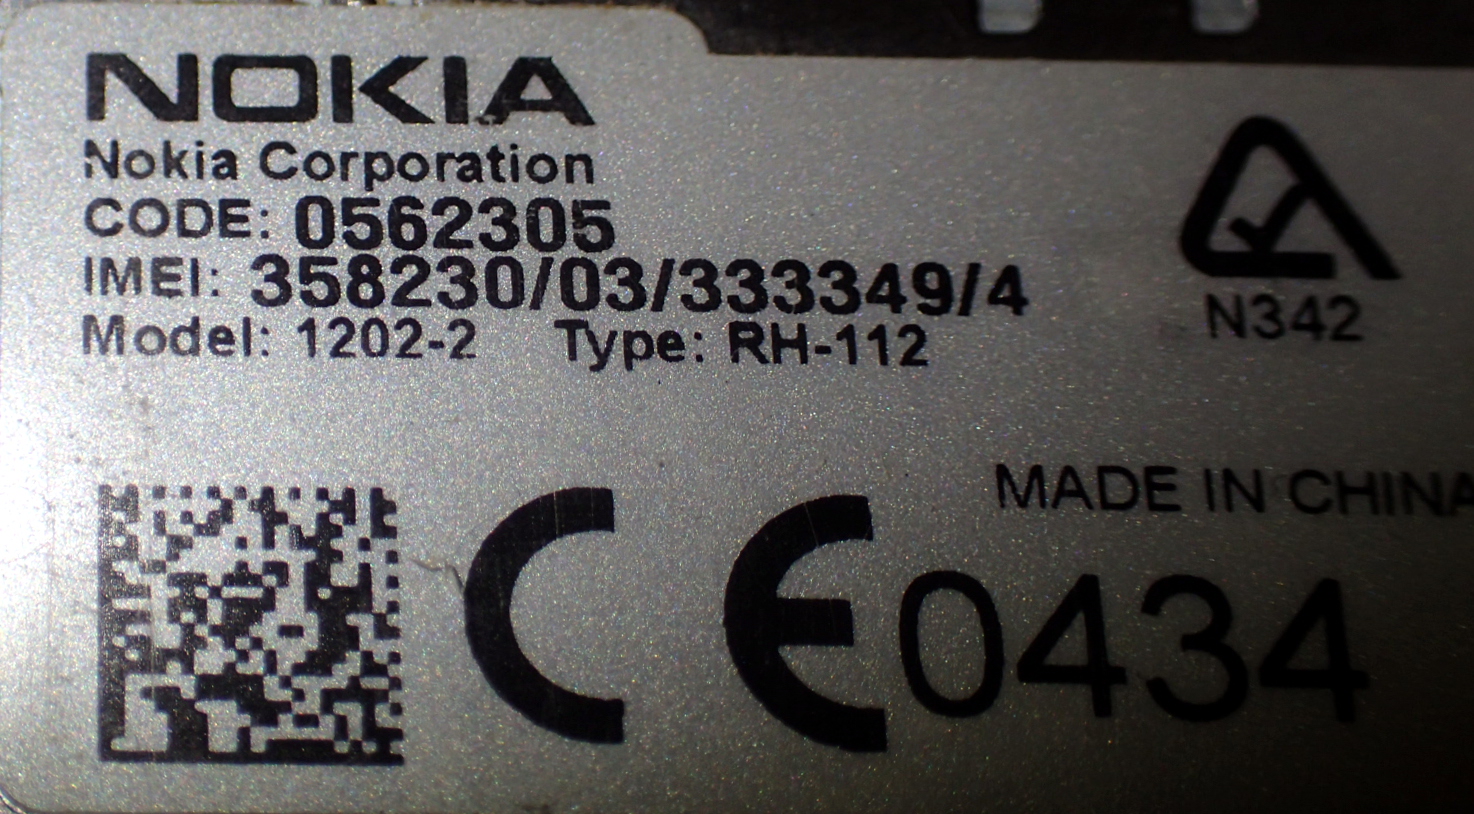 NOKIA
Nokia Corporation
CODE: 0562305
IMEI: 358230/03/333349/4
Model: 1202-2 Type: RH-112
N342
MADE IN CHINA
CE0434